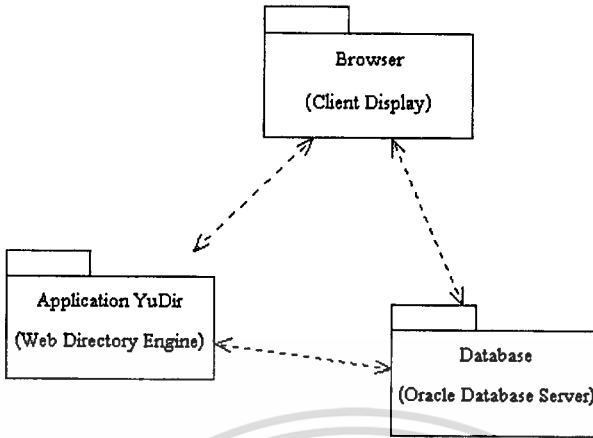 Browser
(Client Display)
Application YuDir
(Web Directory Engine)
Database
(Oracle Database Server)